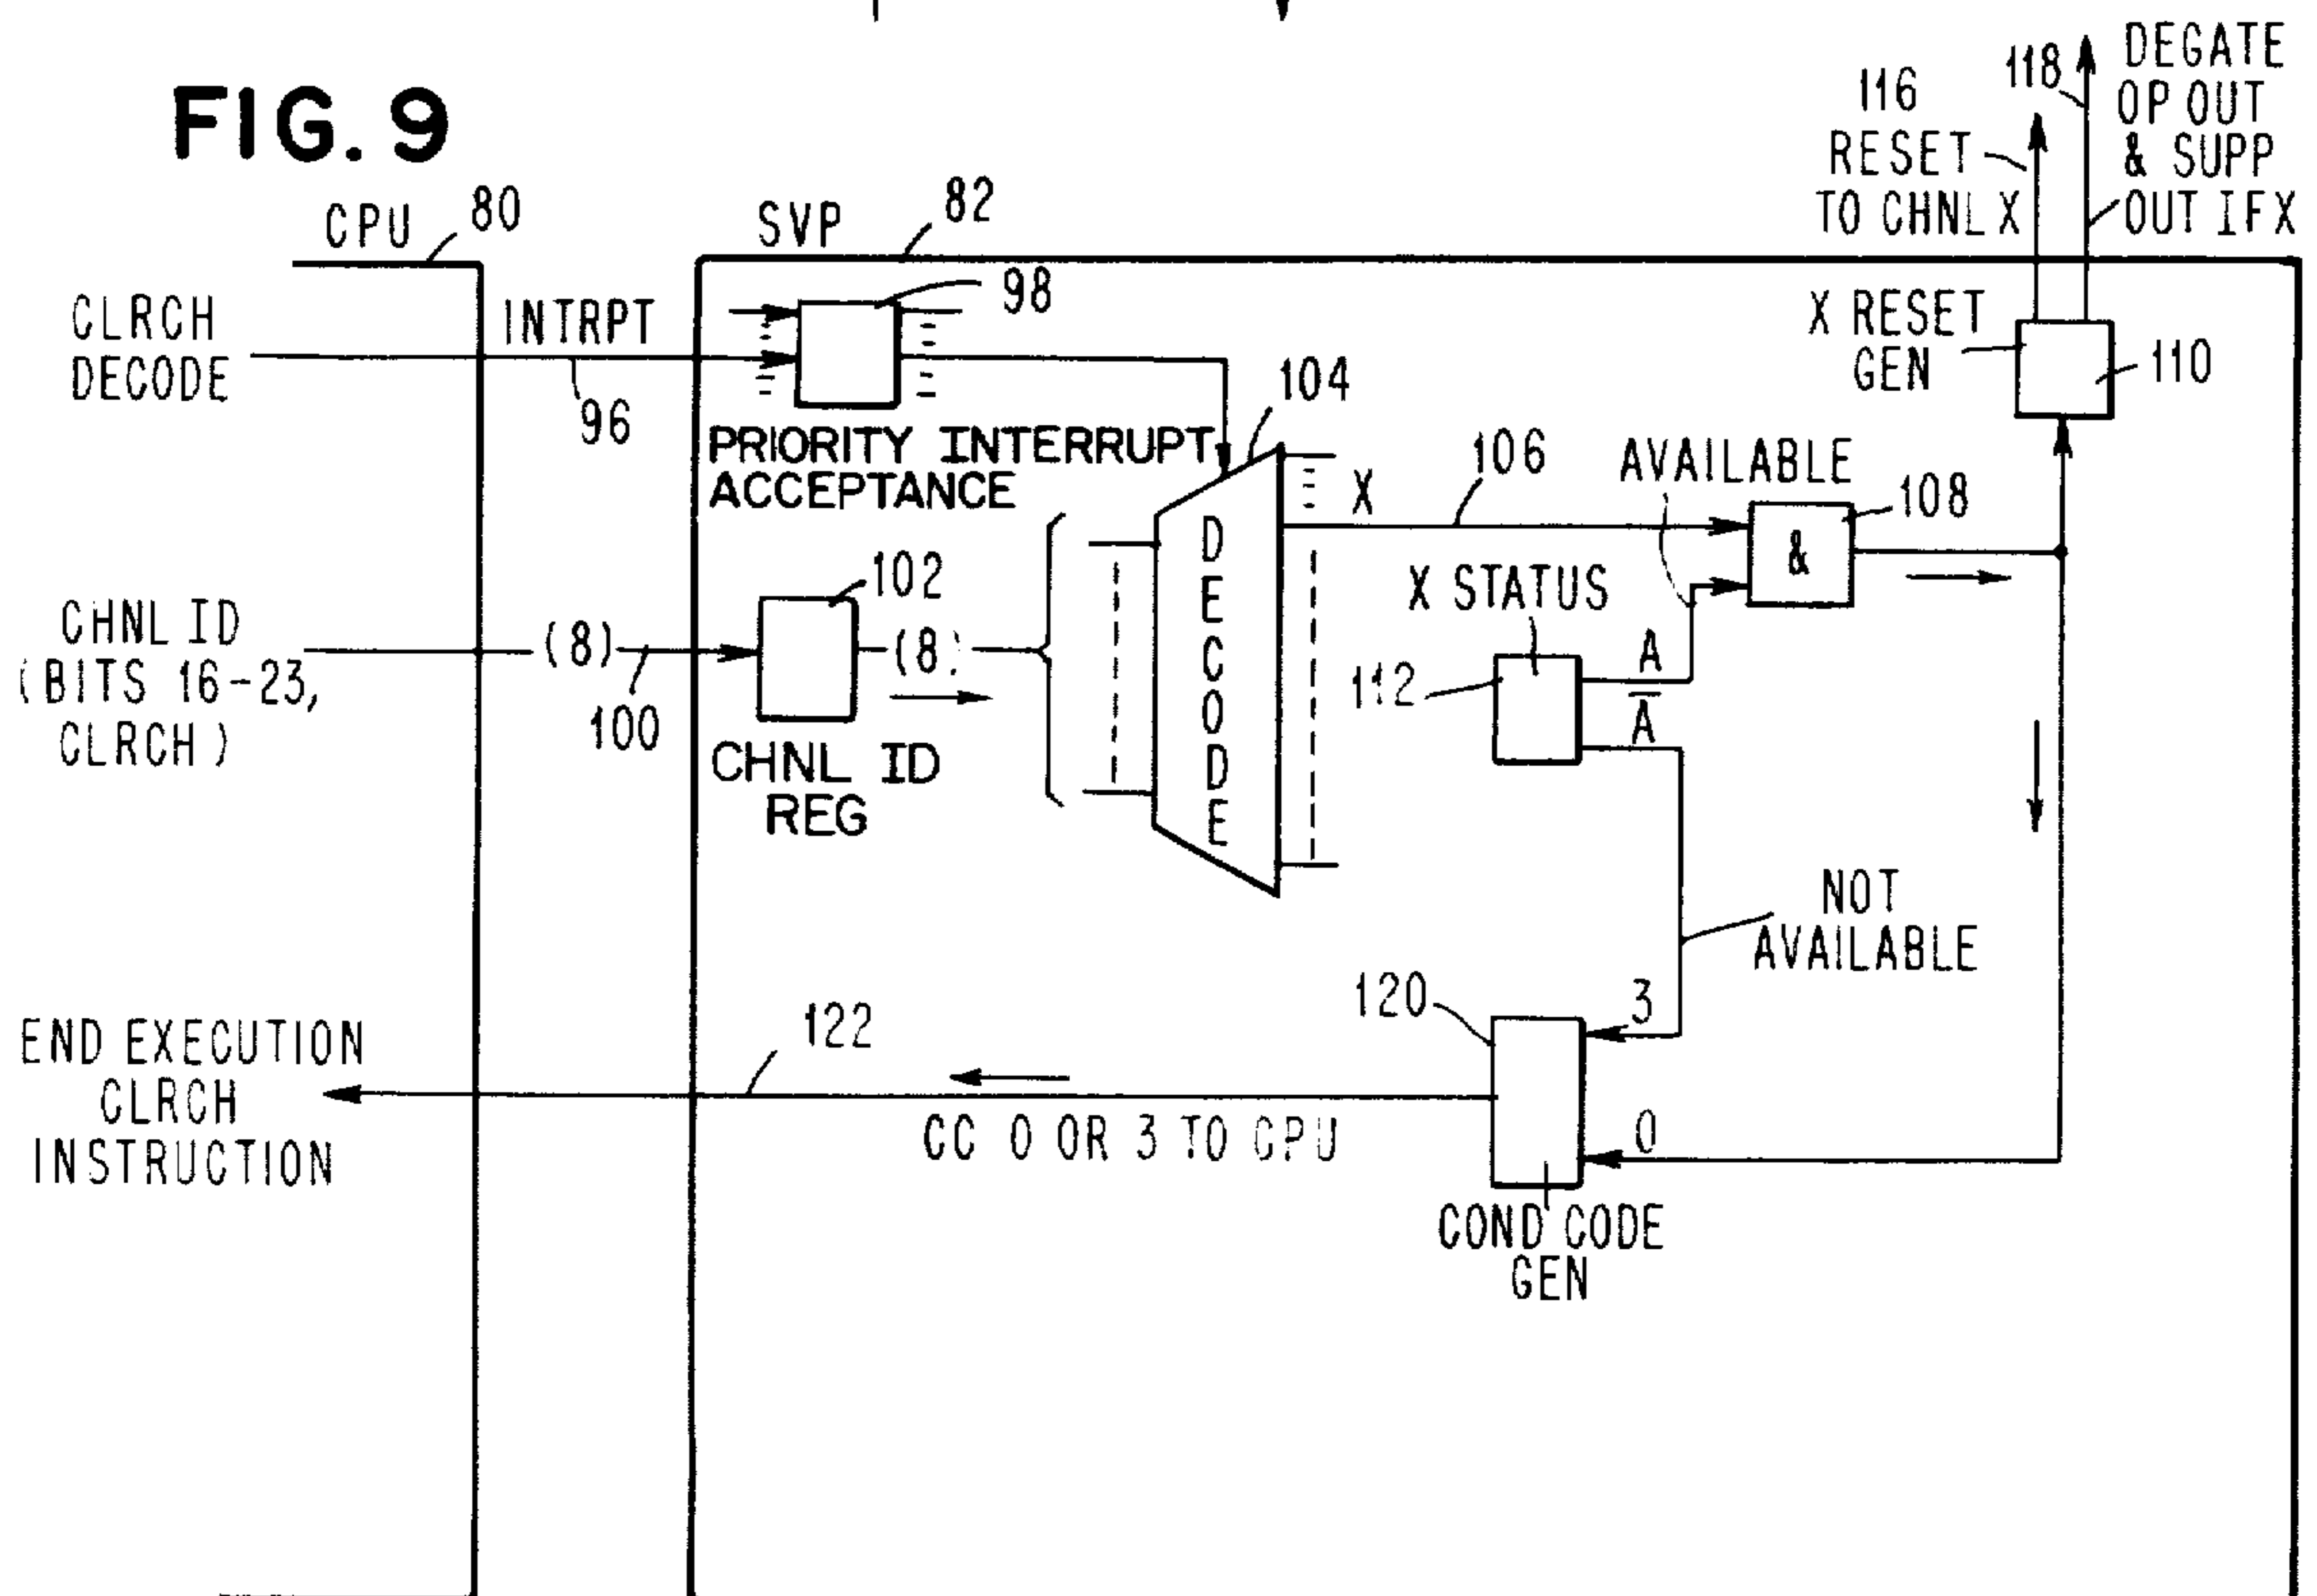 FIG. 9
116
RESET
TO CHNL X
118
DEGATE
OP OUT
& SUPP
OUT IF X
CPU
80
SVP
82
CLRCH
DECODE
INTRPT
96
98
PRIORITY INTERRUPT
ACCEPTANCE
104
X RESET
GEN
110
X
106
AVAILABLE
108
&
DECODE
CHNL ID
(BITS 16-23,
CLRCH)
(8)
100
102
(8)
CHNL ID
REG
X STATUS
112
A
A̅
NOT
AVAILABLE
END EXECUTION
CLRCH
INSTRUCTION
122
CC 0 OR 3 TO CPU
120
3
0
COND CODE
GEN